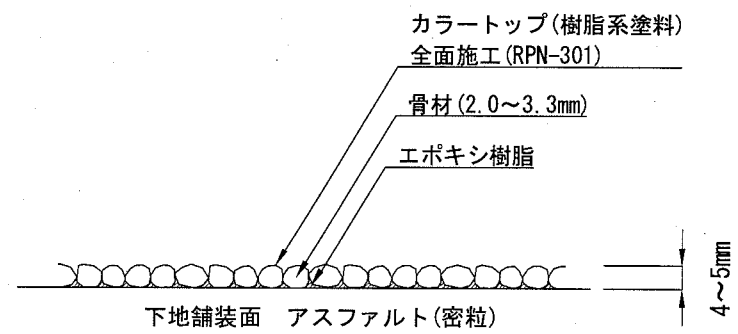 カラートップ(樹脂系塗料)
全面施工(RPN-301)
骨材(2.0～3.3mm)
エポキシ樹脂
4～5mm
下地舗装面 アスファルト(密粒)